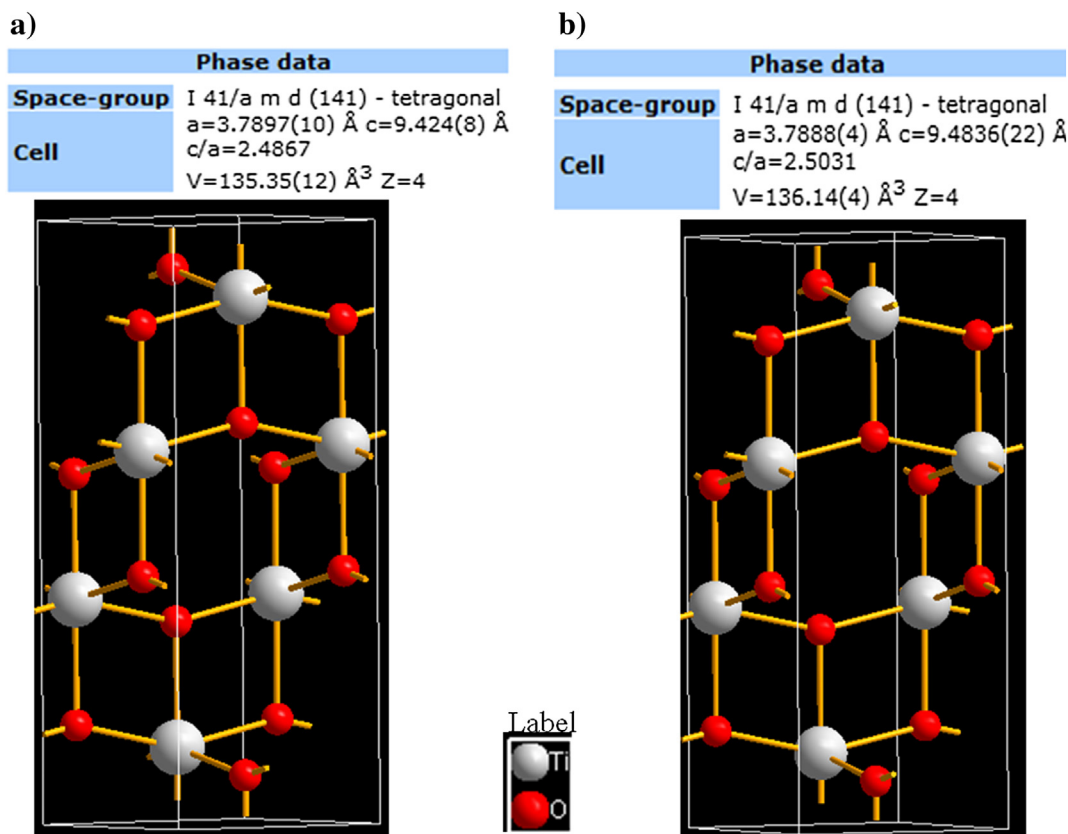 a)
Phase data
Space-group I 41/a m d (141) - tetragonal
Cell a=3.7897(10) Å c=9.424(8) Å
c/a=2.4867
V=135.35(12) Å³ Z=4
b)
Phase data
Space-group I 41/a m d (141) - tetragonal
Cell a=3.7888(4) Å c=9.4836(22) Å
c/a=2.5031
V=136.14(4) Å³ Z=4
Label
Ti
O